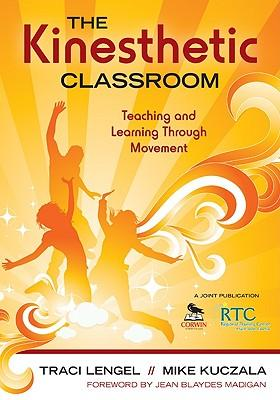 THE
Kinesthetic
CLASSROOM
Teaching and
Learning Through
Movement
A JOINT PUBLICATION
CORWIN
RTC
Regional Training Center
TRACI LENGEL // MIKE KUCZALA
FOREWORD BY JEAN BLAYDES MADIGAN